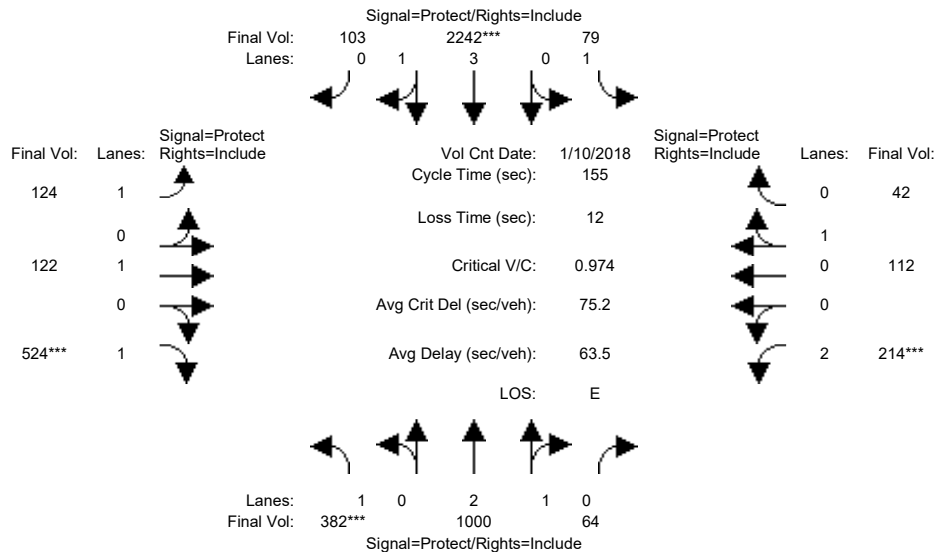 Signal=Protect/Rights=Include
Final Vol: 103 2242*** 79
Lanes: 0 1 3 0 1
Signal=Protect Signal=Protect
Final Vol: Lanes: Rights=Include Vol Cnt Date: 1/10/2018 Rights=Include Lanes: Final Vol:
Cycle Time (sec): 155
124 1 0 42
Loss Time (sec): 12
0 1
122 1 Critical V/C: 0.974 0 112
0 Avg Crit Del (sec/veh): 75.2 0
524*** 1 Avg Delay (sec/veh): 63.5 2 214***
LOS: E
Lanes: 1 0 2 1 0
Final Vol: 382*** 1000 64
Signal=Protect/Rights=Include